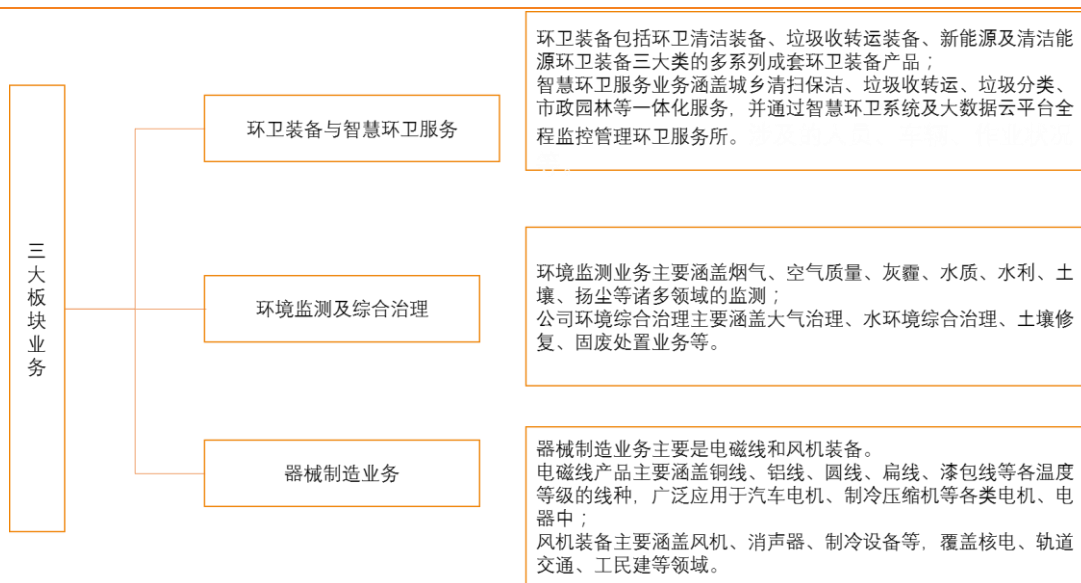 三大板块业务
环卫装备与智慧环卫服务
环卫装备包括环卫清洁装备、垃圾收转运装备、新能源及清洁能
源环卫装备三大类的多系列成套环卫装备产品；
智慧环卫服务业务涵盖城乡清扫保洁、垃圾收转运、垃圾分类、
市政园林等一体化服务，并通过智慧环卫系统及大数据云平台全
程监控管理环卫服务所。
环境监测及综合治理
环境监测业务主要涵盖烟气、空气质量、灰霾、水质、水利、土
壤、扬尘等诸多领域的监测；
公司环境综合治理主要涵盖大气治理、水环境综合治理、土壤修
复、固废处置业务等。
器械制造业务
器械制造业务主要是电磁线和风机装备。
电磁线产品主要涵盖铜线、铝线、圆线、扁线、漆包线等各温度
等级的线种，广泛应用于汽车电机、制冷压缩机等各类电机、电
器中；
风机装备主要涵盖风机、消声器、制冷设备等，覆盖核电、轨道
交通、工民建等领域。